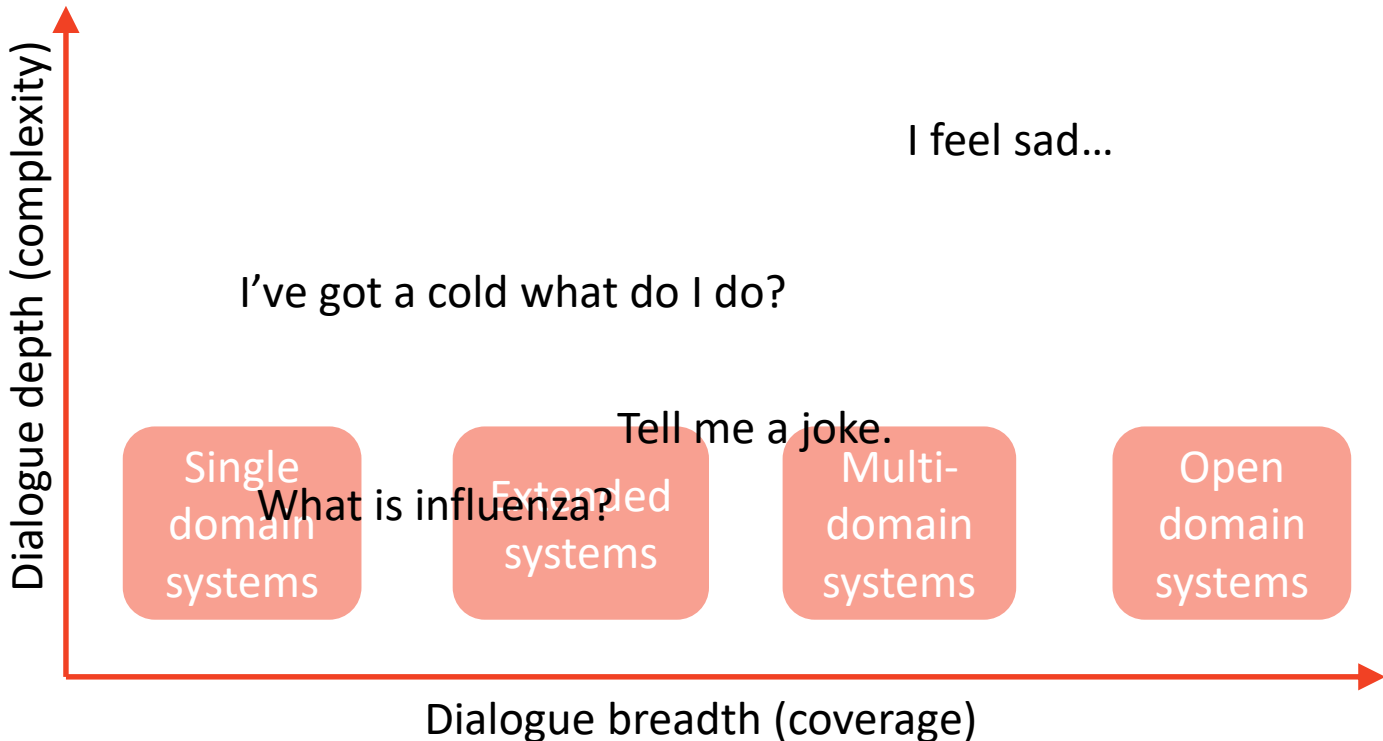 Dialogue depth (complexity)
I feel sad…
I’ve got a cold what do I do?
Tell me a joke.
What is influenza?
Single
domain
systems
Extended
systems
Multi-
domain
systems
Open
domain
systems
Dialogue breadth (coverage)